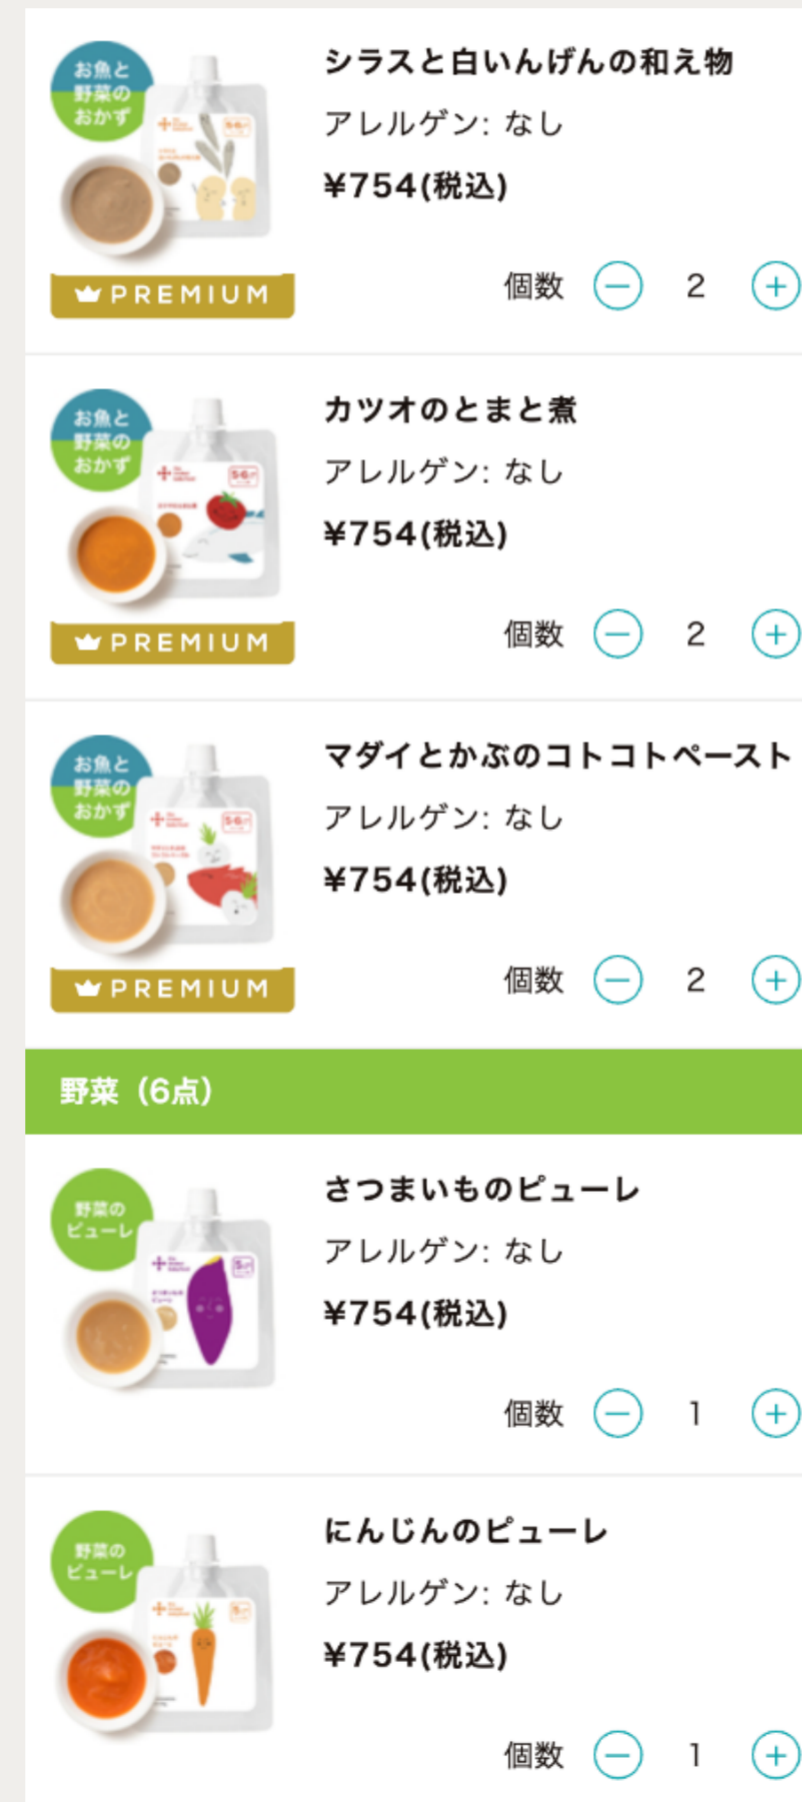 お魚と
野菜の
おかず
シラスと白いんげんの和え物
アレルゲン: なし
¥754(税込)
個数 2
PREMIUM
お魚と
野菜の
おかず
カツオのとまと煮
アレルゲン: なし
¥754(税込)
個数 2
PREMIUM
お魚と
野菜の
おかず
マダイとかぶのコトコトペースト
アレルゲン: なし
¥754(税込)
個数 2
PREMIUM
野菜（6点）
野菜の
ピューレ
さつまいものピューレ
アレルゲン: なし
¥754(税込)
個数 1
野菜の
ピューレ
にんじんのピューレ
アレルゲン: なし
¥754(税込)
個数 1